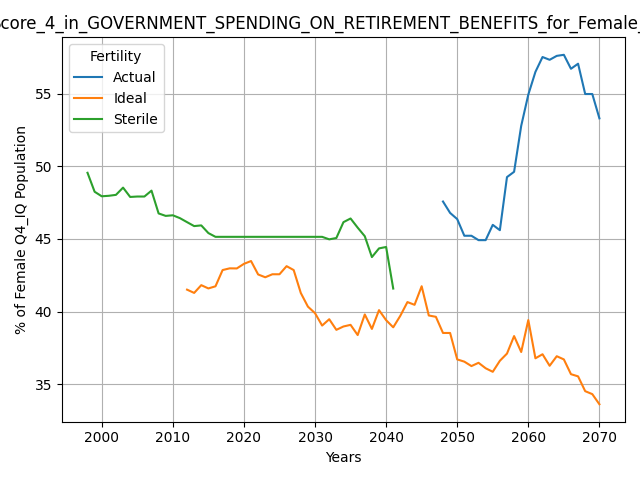 score_4_in_GOVERNMENT_SPENDING_ON_RETIREMENT_BENEFITS_for_Female_
Fertility
Actual
Ideal
Sterile
% of Female Q4_IQ Population
55
50
45
40
35
2000 2010 2020 2030 2040 2050 2060 2070
Years